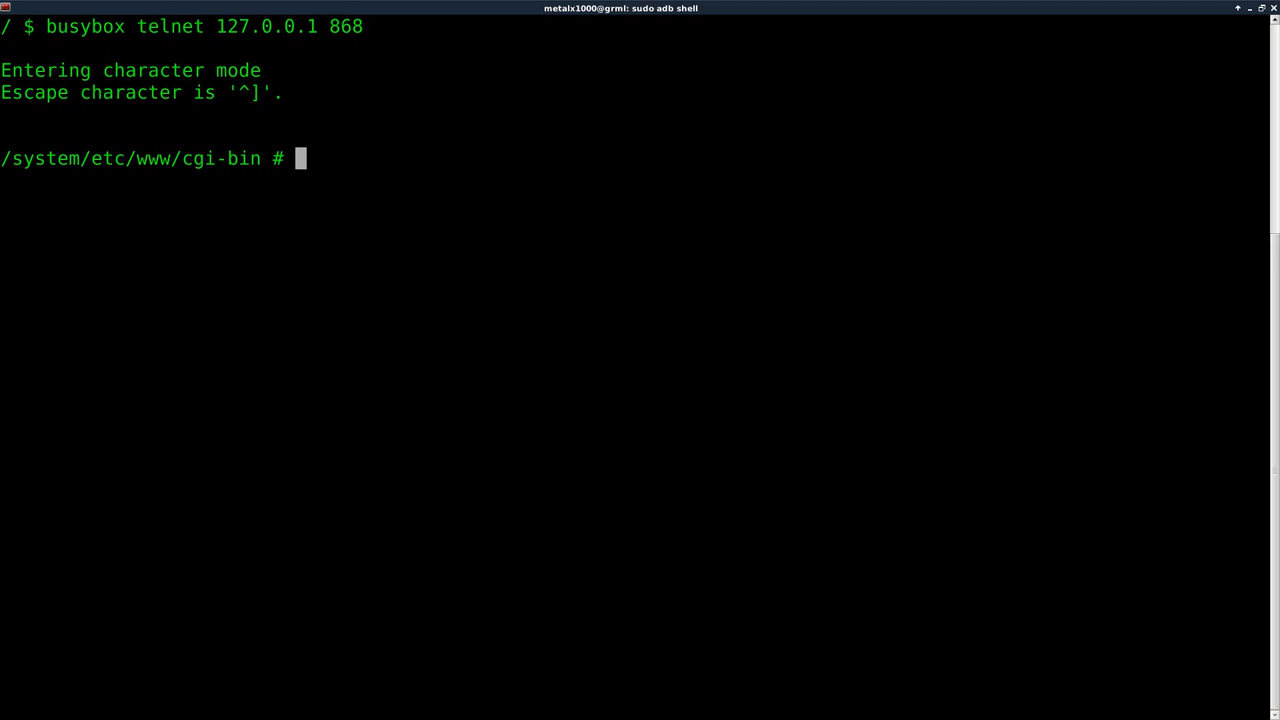 metalx1000@grml: sudo adb shell
/ $ busybox telnet 127.0.0.1 868
Entering character mode
Escape character is '^]'.
/system/etc/www/cgi-bin #